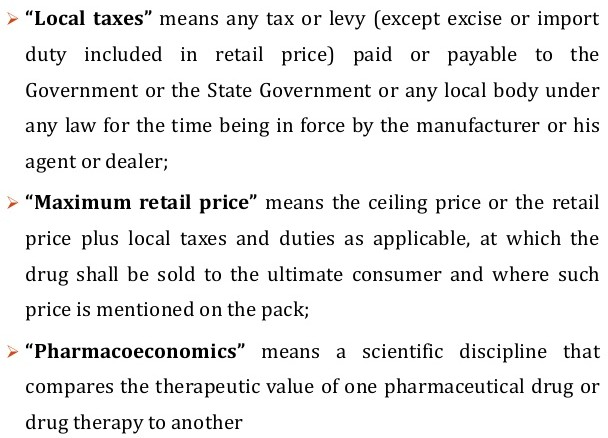 ➢ “Local taxes” means any tax or levy (except excise or import
duty included in retail price) paid or payable to the
Government or the State Government or any local body under
any law for the time being in force by the manufacturer or his
agent or dealer;
➢ “Maximum retail price” means the ceiling price or the retail
price plus local taxes and duties as applicable, at which the
drug shall be sold to the ultimate consumer and where such
price is mentioned on the pack;
➢ “Pharmacoeconomics” means a scientific discipline that
compares the therapeutic value of one pharmaceutical drug or
drug therapy to another